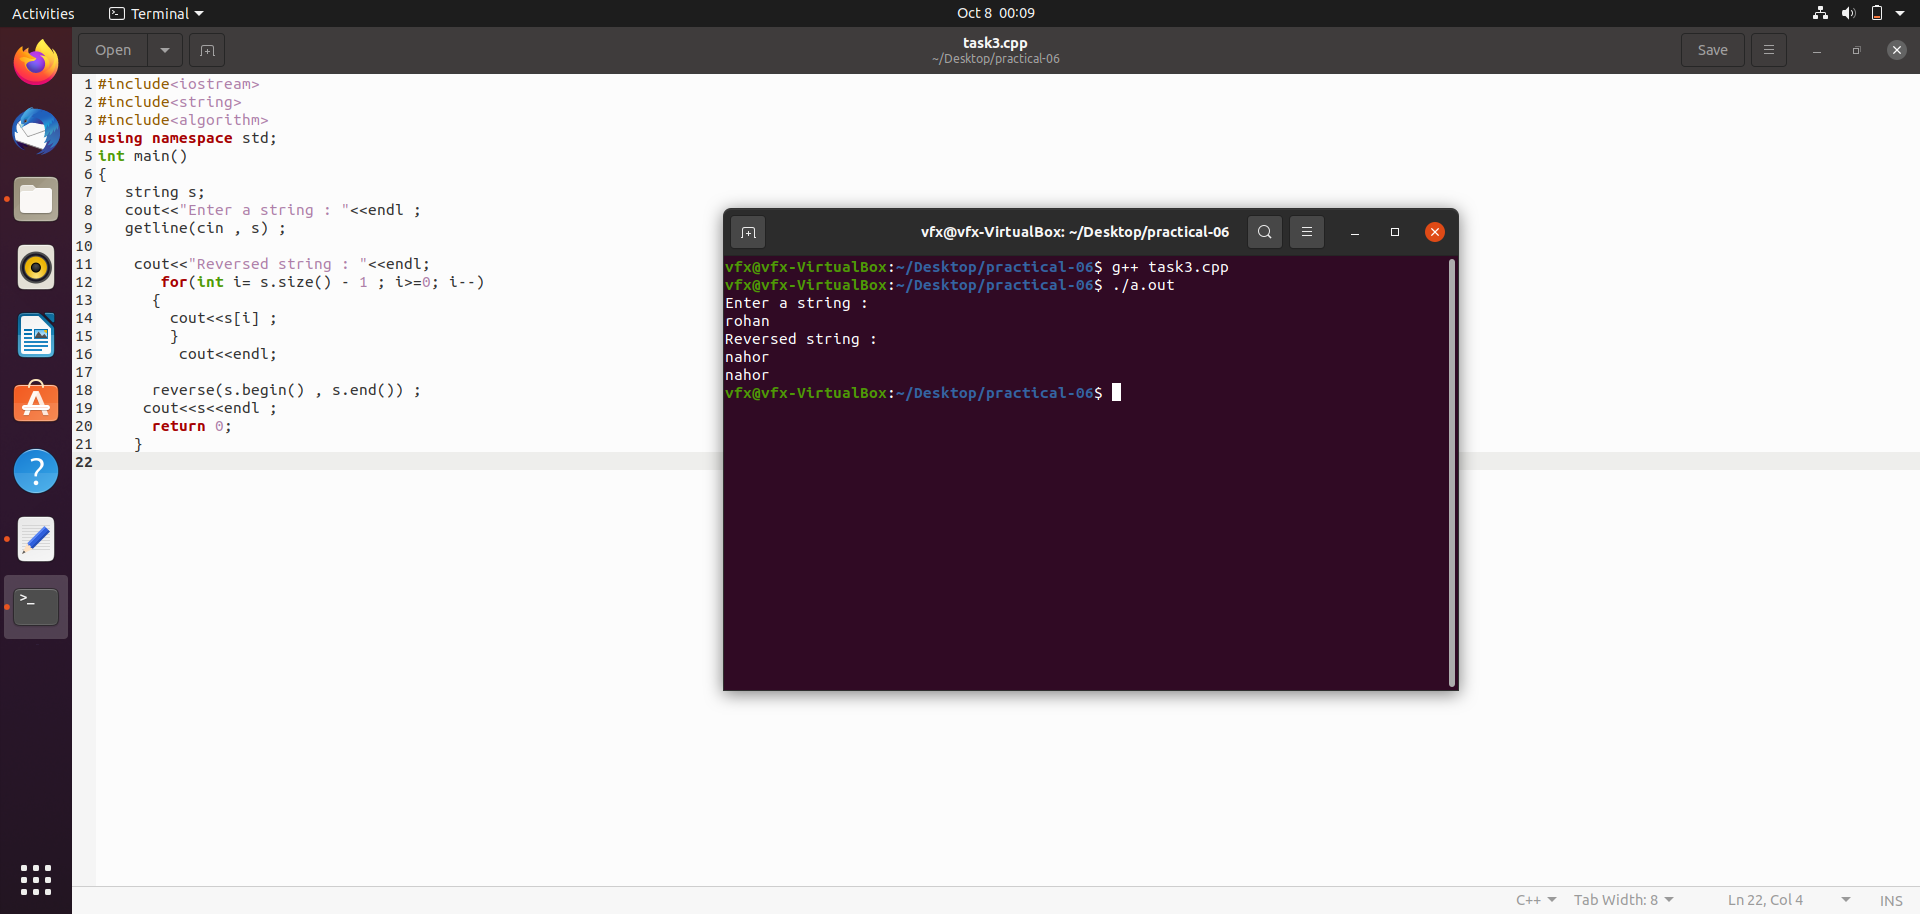 Activities Terminal Oct 8 00:09
Open task3.cpp Save
~/Desktop/practical-06
1 #include<iostream>
2 #include<string>
3 #include<algorithm>
4 using namespace std;
5 int main()
6 {
7    string s;
8    cout<<"Enter a string : "<<endl ;
9    getline(cin , s) ;
10
11     cout<<"Reversed string : "<<endl;
12        for(int i= s.size() - 1 ; i>=0; i--)
13       {
14         cout<<s[i] ;
15         }
16          cout<<endl;
17
18       reverse(s.begin() , s.end()) ;
19      cout<<s<<endl ;
20       return 0;
21     }
22
vfx@vfx-VirtualBox: ~/Desktop/practical-06
vfx@vfx-VirtualBox:~/Desktop/practical-06$ g++ task3.cpp
vfx@vfx-VirtualBox:~/Desktop/practical-06$ ./a.out
Enter a string :
rohan
Reversed string :
nahor
nahor
vfx@vfx-VirtualBox:~/Desktop/practical-06$
C++ Tab Width: 8 Ln 22, Col 4 INS